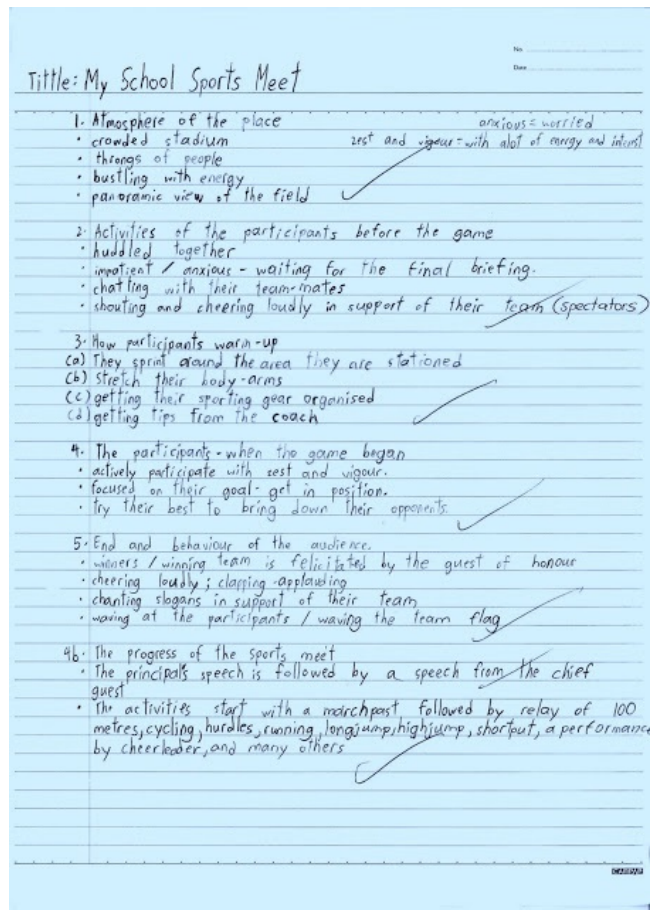 No
Date
Tittle: My School Sports Meet
1. Atmosphere of the place
anxious = worried
• crowded stadium
zest and vigour = with alot of energy and interest
• throngs of people
• bustling with energy
• panoramic view of the field
2. Activities of the participants before the game
• huddled together
• impatient / anxious - waiting for the final briefing.
• chatting with their team-mates
• shouting and cheering loudly in support of their team (spectators)
3. How participants warm-up
(a) They sprint around the area they are stationed
(b) Stretch their body-arms
(c) getting their sporting gear organised
(d) getting tips from the coach
4. The participants - when the game began
• actively participate with zest and vigour.
• focused on their goal - get in position.
• try their best to bring down their opponents.
5. End and behaviour of the audience.
• winners / winning team is felicitated by the guest of honour
• cheering loudly ; clapping -applauding
• chanting slogans in support of their team
• waving at the participants / waving the team flag
4b. The progress of the sports meet
• The principal's speech is followed by a speech from the chief
guest
• The activities start with a marchpast followed by relay of 100
metres, cycling, hurdles, running, longjump, highjump, shortput, a performance
by cheerleader, and many others